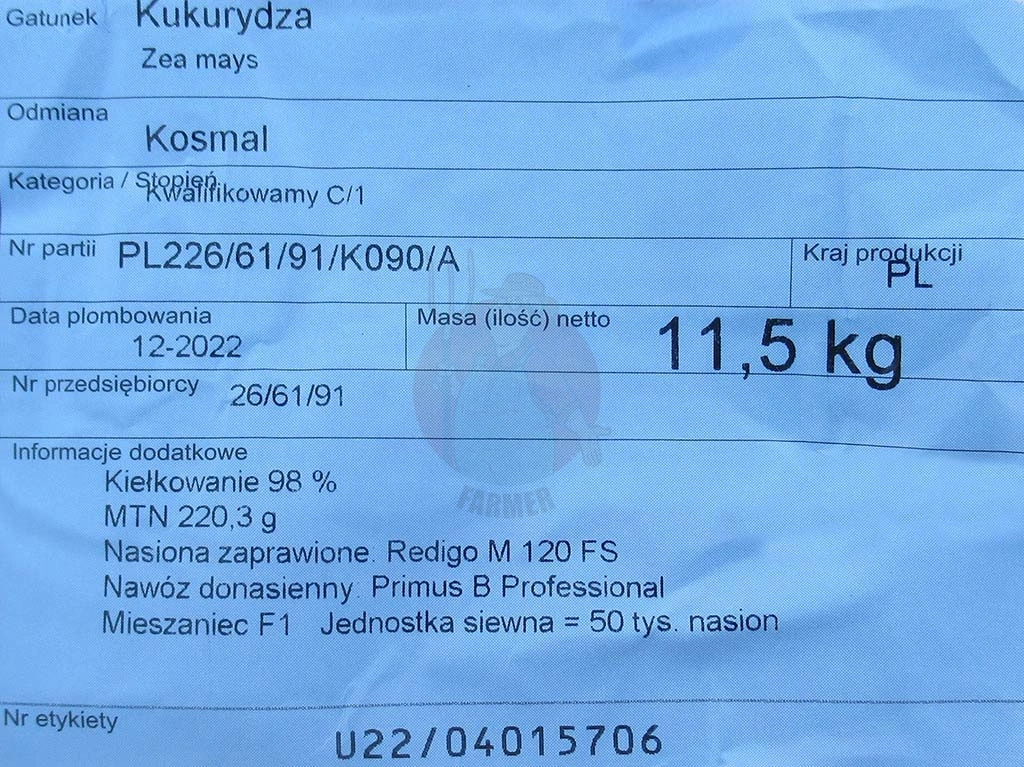 Gatunek Kukurydza
Zea mays
Odmiana
Kosmal
Kategoria / Stopień
Kwalifikowamy C/1
Nr partii PL226/61/91/K090/A Kraj produkcji
PL
Data plombowania Masa (ilość) netto 11,5 kg
12-2022
Nr przedsiębiorcy 26/61/91
Informacje dodatkowe
Kiełkowanie 98 %
MTN 220,3 g
Nasiona zaprawione: Redigo M 120 FS
Nawóz donasienny: Primus B Professional
Mieszaniec F1 Jednostka siewna = 50 tys. nasion
FARMER
Nr etykiety
U22/04015706